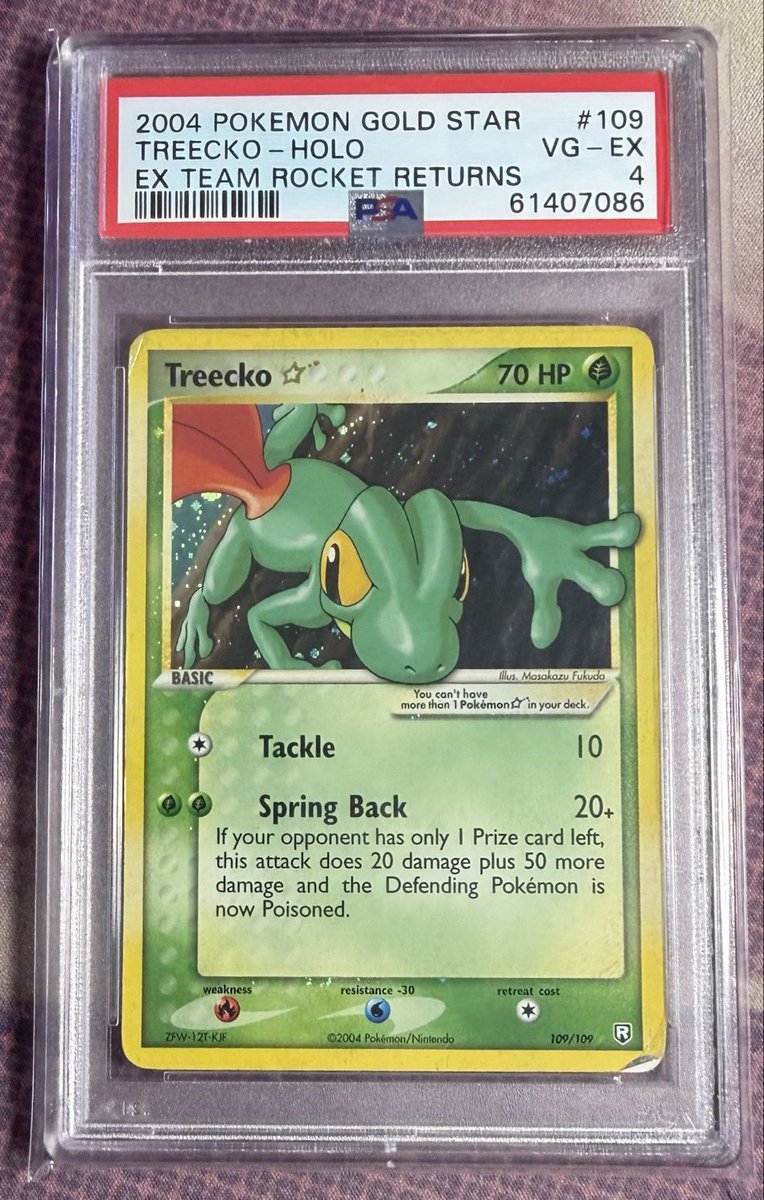 2004 POKEMON GOLD STAR #109
TREECKO - HOLO VG - EX
EX TEAM ROCKET RETURNS 4
PSA 61407086
Treecko ☆ 70 HP
BASIC Illus. Masakazu Fukuda
You can't have
more than 1 Pokémon☆ in your deck.
Tackle 10
Spring Back 20+
If your opponent has only 1 Prize card left,
this attack does 20 damage plus 50 more
damage and the Defending Pokémon is
now Poisoned.
weakness resistance -30 retreat cost
ZFW-12T-KJF ©2004 Pokémon/Nintendo 109/109 R